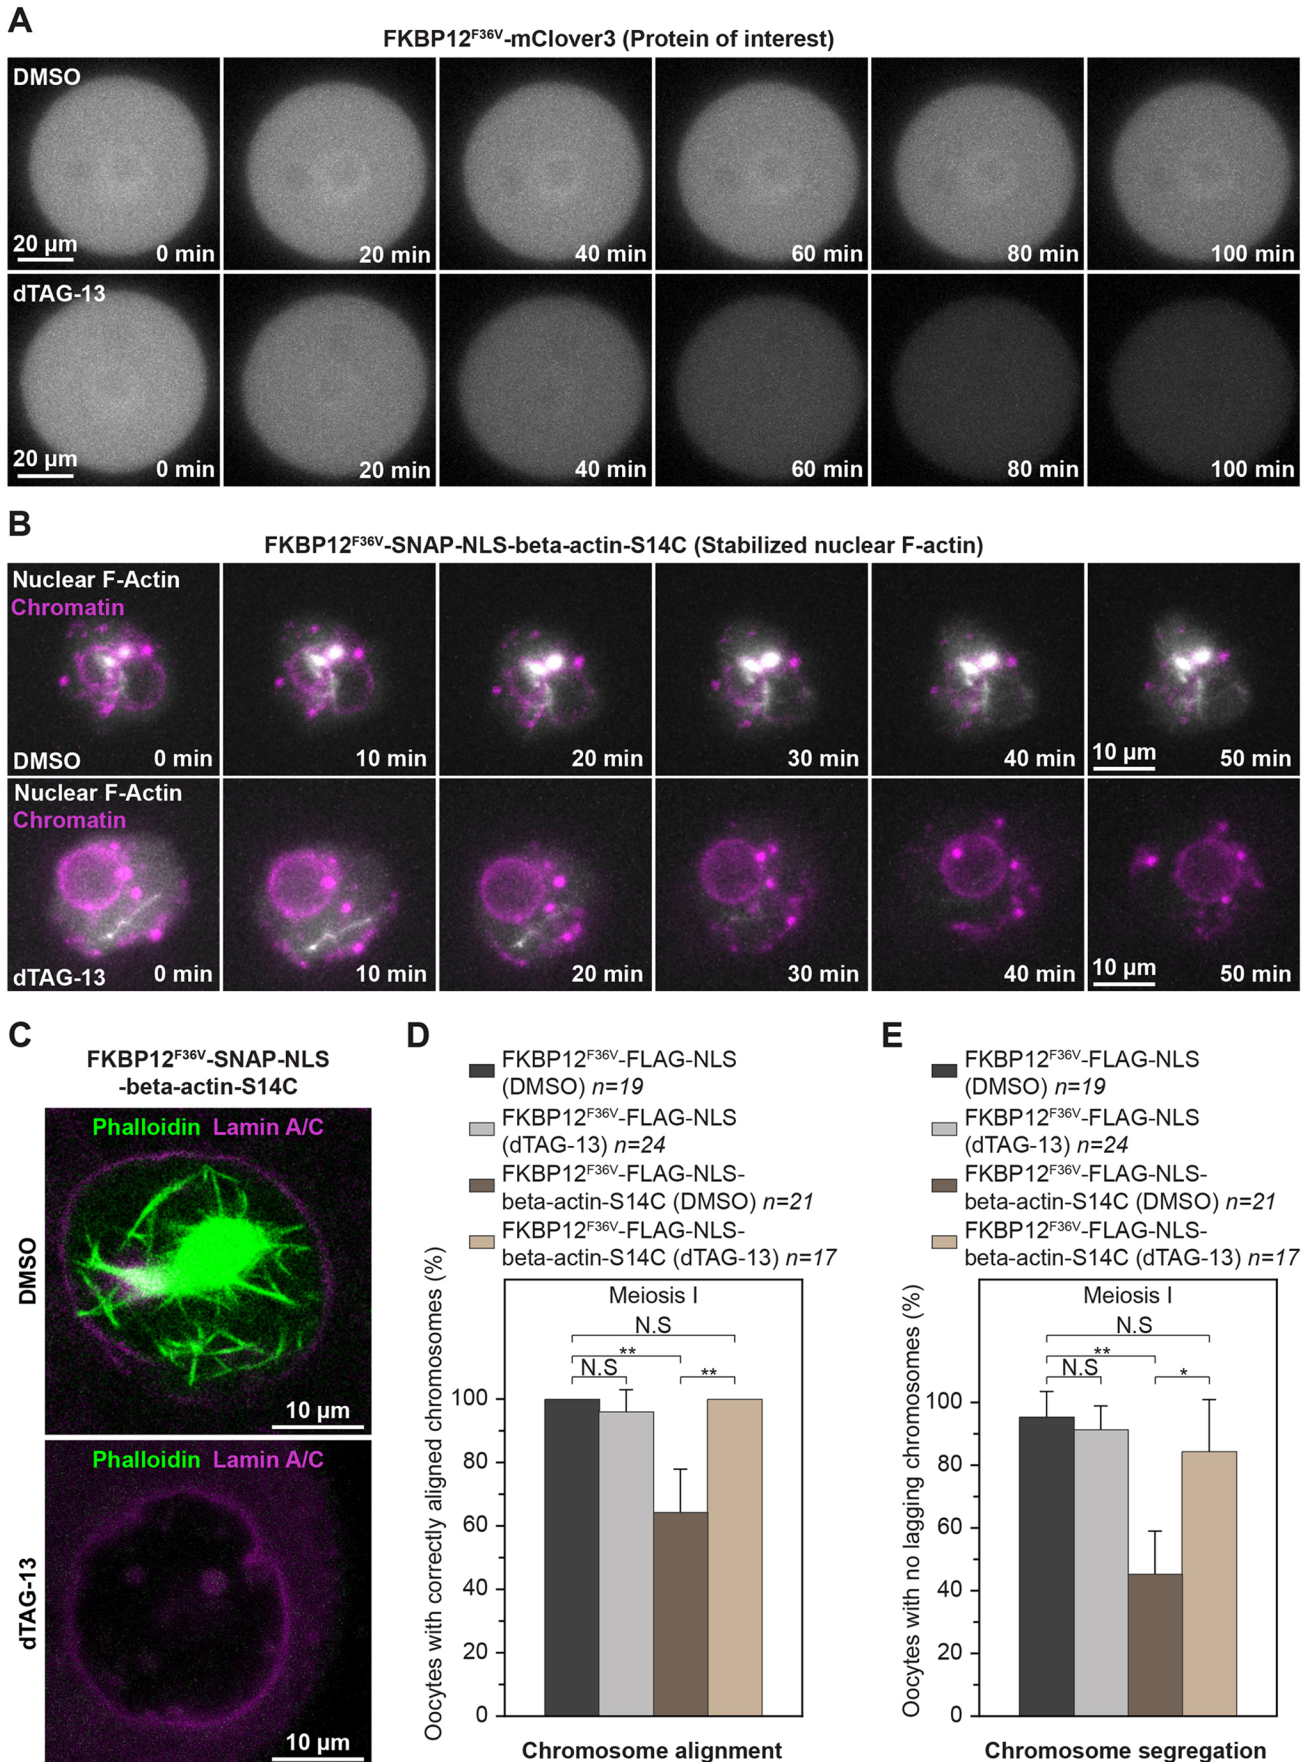 A
FKBP12F36V-mClover3 (Protein of interest)
DMSO
20 µm
0 min
20 min
40 min
60 min
80 min
100 min
dTAG-13
20 µm
0 min
20 min
40 min
60 min
80 min
100 min
B
FKBP12F36V-SNAP-NLS-beta-actin-S14C (Stabilized nuclear F-actin)
Nuclear F-Actin
Chromatin
DMSO
0 min
10 min
20 min
30 min
40 min
10 µm
50 min
Nuclear F-Actin
Chromatin
dTAG-13
0 min
10 min
20 min
30 min
40 min
10 µm
50 min
C
FKBP12F36V-SNAP-NLS
-beta-actin-S14C
DMSO
Phalloidin Lamin A/C
10 µm
dTAG-13
Phalloidin Lamin A/C
10 µm
D
FKBP12F36V-FLAG-NLS
(DMSO) n=19
FKBP12F36V-FLAG-NLS
(dTAG-13) n=24
FKBP12F36V-FLAG-NLS-
beta-actin-S14C (DMSO) n=21
FKBP12F36V-FLAG-NLS-
beta-actin-S14C (dTAG-13) n=17
Oocytes with correctly aligned chromosomes (%)
Meiosis I
N.S
**
N.S
**
100
80
60
40
20
0
Chromosome alignment
E
FKBP12F36V-FLAG-NLS
(DMSO) n=19
FKBP12F36V-FLAG-NLS
(dTAG-13) n=24
FKBP12F36V-FLAG-NLS-
beta-actin-S14C (DMSO) n=21
FKBP12F36V-FLAG-NLS-
beta-actin-S14C (dTAG-13) n=17
Oocytes with no lagging chromosomes (%)
Meiosis I
N.S
**
N.S
*
100
80
60
40
20
0
Chromosome segregation